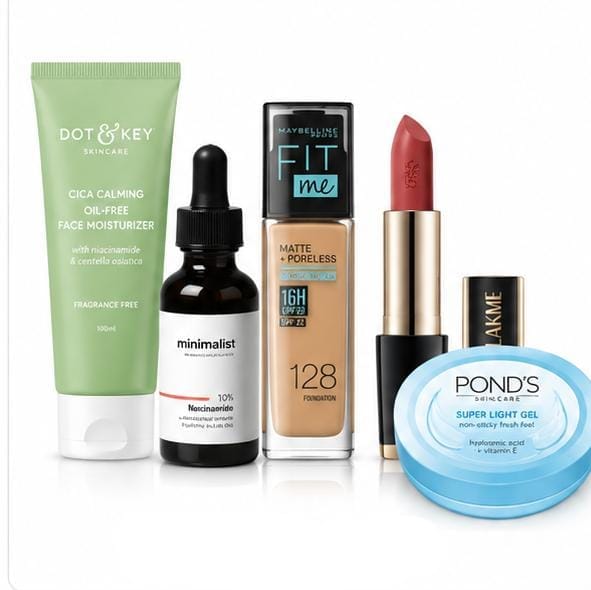 DOT & KEY
SKINCARE
CICA CALMING
OIL-FREE
FACE MOISTURIZER
with niacinamide
& centella asiatica
FRAGRANCE FREE
100ml
minimalist
10%
MAYBELLINE
FIT
me
MATTE
+ PORELESS
16H
128
FOUNDATION
LAKME
POND'S
SKINCARE
SUPER LIGHT GEL
non-sticky fresh feel
hyaluronic acid
+ vitamin E